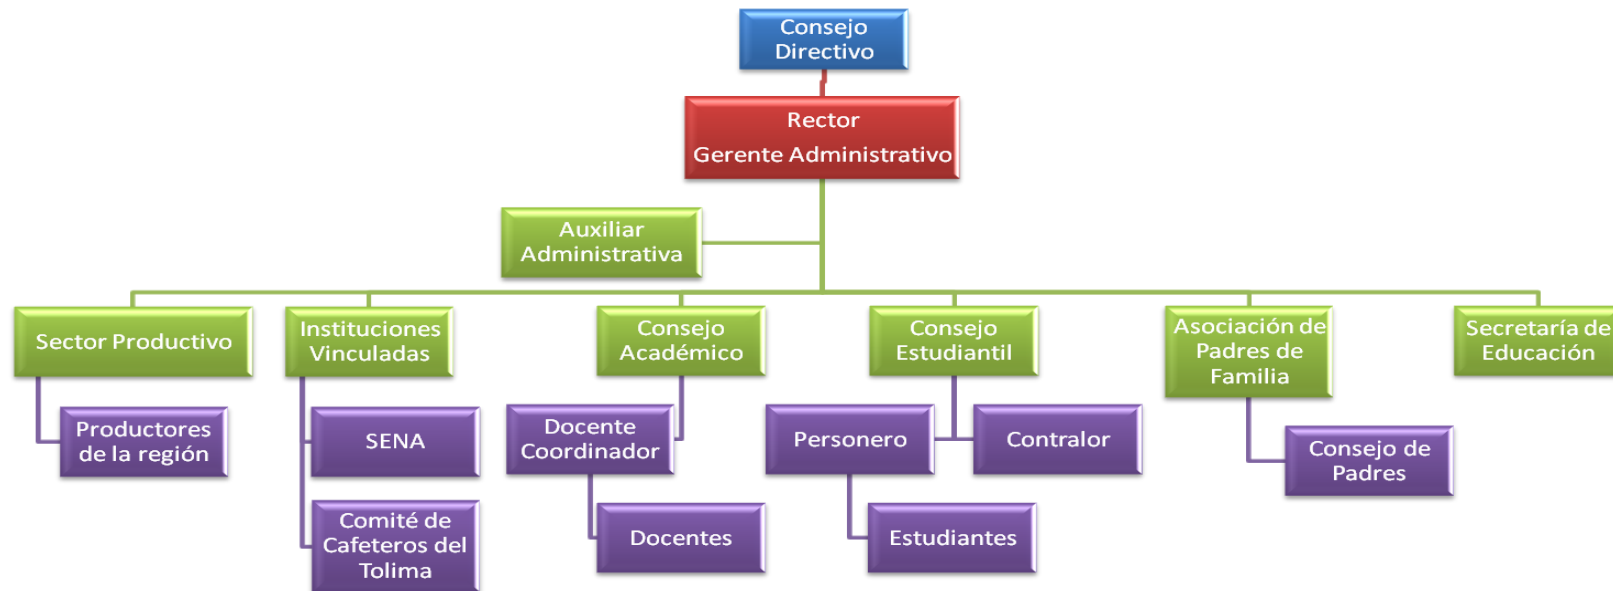 Consejo
Directivo
Rector
Gerente Administrativo
Auxiliar
Administrativa
Sector Productivo
Instituciones
Vinculadas
Consejo
Académico
Consejo
Estudiantil
Asociación de
Padres de
Familia
Secretaría de
Educación
Productores
de la región
SENA
Docente
Coordinador
Personero
Contralor
Consejo de
Padres
Comité de
Cafeteros del
Tolima
Docentes
Estudiantes